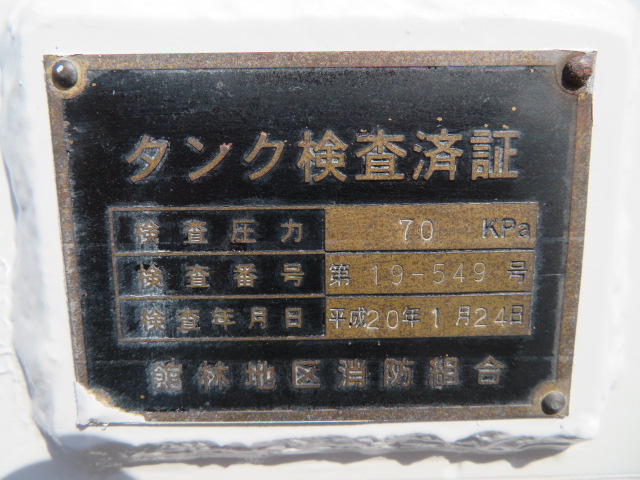 タンク検査済証
検査圧力 70 KPa
検査番号 第 19-549 号
検査年月日 平成20年1月24日
館林地区消防組合